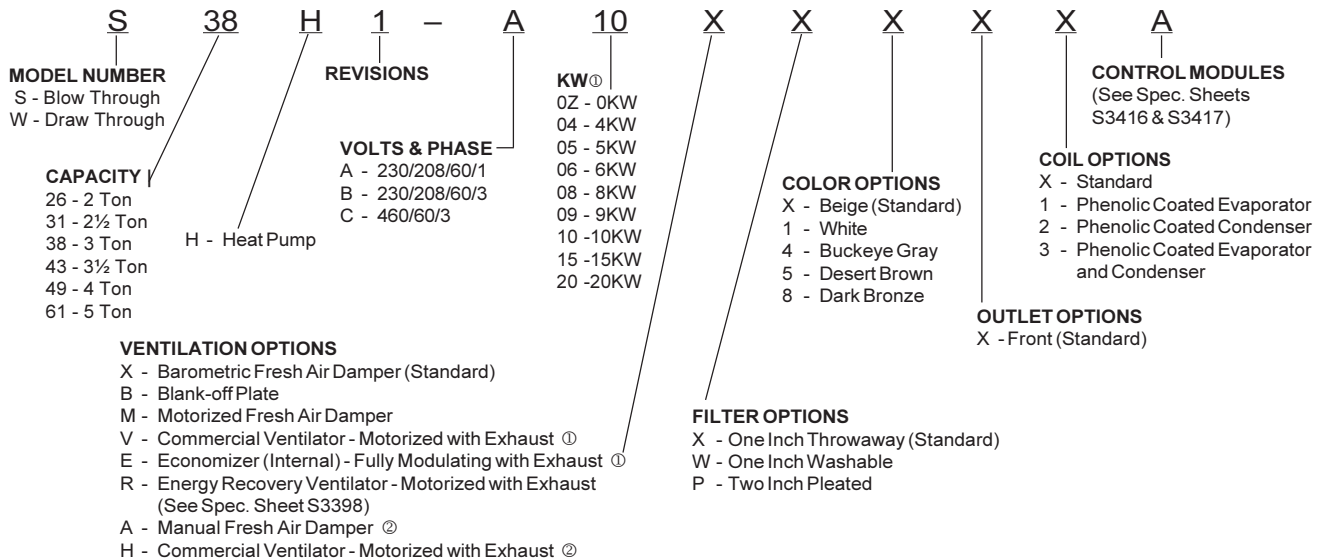 S 38 H 1 – A 10 X X X X X A
MODEL NUMBER
S - Blow Through
W - Draw Through
CAPACITY
26 - 2 Ton
31 - 2½ Ton
38 - 3 Ton
43 - 3½ Ton
49 - 4 Ton
61 - 5 Ton
H - Heat Pump
REVISIONS
VOLTS & PHASE
A - 230/208/60/1
B - 230/208/60/3
C - 460/60/3
KW①
0Z - 0KW
04 - 4KW
05 - 5KW
06 - 6KW
08 - 8KW
09 - 9KW
10 -10KW
15 -15KW
20 -20KW
VENTILATION OPTIONS
X - Barometric Fresh Air Damper (Standard)
B - Blank-off Plate
M - Motorized Fresh Air Damper
V - Commercial Ventilator - Motorized with Exhaust ①
E - Economizer (Internal) - Fully Modulating with Exhaust ①
R - Energy Recovery Ventilator - Motorized with Exhaust
(See Spec. Sheet S3398)
A - Manual Fresh Air Damper ②
H - Commercial Ventilator - Motorized with Exhaust ②
FILTER OPTIONS
X - One Inch Throwaway (Standard)
W - One Inch Washable
P - Two Inch Pleated
COLOR OPTIONS
X - Beige (Standard)
1 - White
4 - Buckeye Gray
5 - Desert Brown
8 - Dark Bronze
OUTLET OPTIONS
X - Front (Standard)
COIL OPTIONS
X - Standard
1 - Phenolic Coated Evaporator
2 - Phenolic Coated Condenser
3 - Phenolic Coated Evaporator
and Condenser
CONTROL MODULES
(See Spec. Sheets
S3416 & S3417)